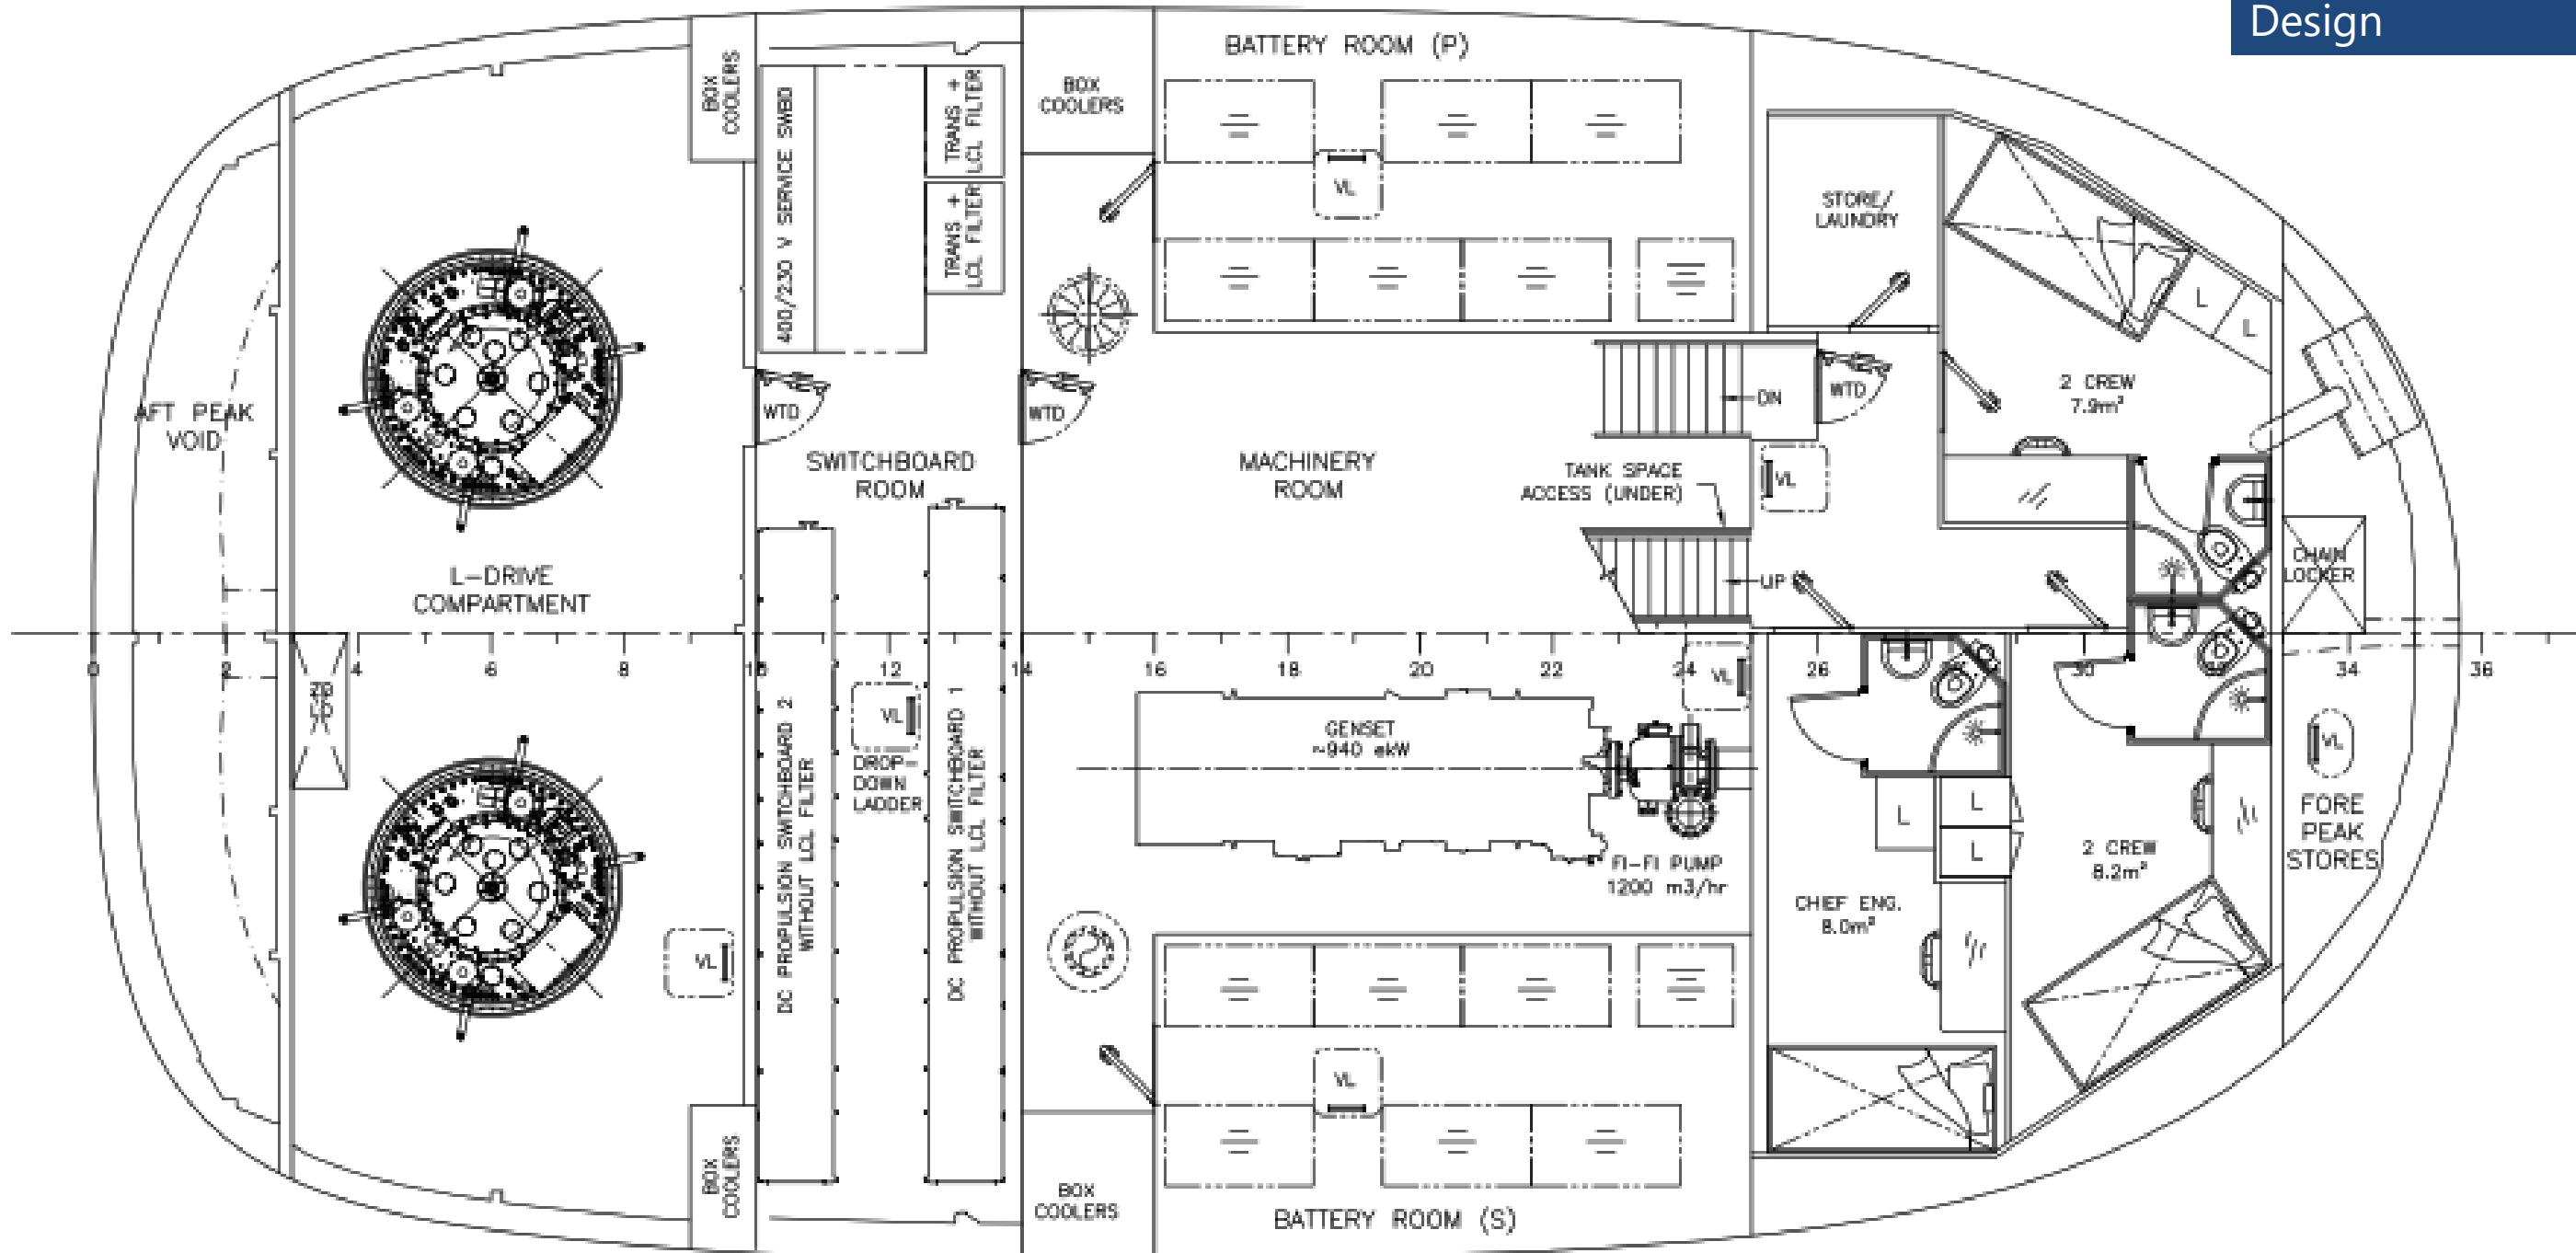 Design
BATTERY ROOM (P)
BOX
COOLERS
400/230 V SERVICE SWBD
TRANS +
LCL FILTER
TRANS +
LCL FILTER
BOX
COOLERS
VL
STORE/
LAUNDRY
L
L
2 CREW
7.9m²
AFT PEAK
VOID
WTD
WTD
DN
WTD
SWITCHBOARD
ROOM
MACHINERY
ROOM
TANK SPACE
ACCESS (UNDER)
VL
L-DRIVE
COMPARTMENT
UP
CHAIN
LOCKER
0
2
4
6
8
10
12
14
16
18
20
22
24
26
30
34
36
VL
DROP-
DOWN
LADDER
DC PROPULSION SWITCHBOARD 2
WITHOUT LCL FILTER
DC PROPULSION SWITCHBOARD 1
WITHOUT LCL FILTER
GENSET
~940 ekW
VL
VL
FI-FI PUMP
1200 m3/hr
L
L
L
2 CREW
8.2m²
FORE
PEAK
STORES
CHIEF ENG.
8.0m²
VL
VL
BOX
COOLERS
BOX
COOLERS
BATTERY ROOM (S)